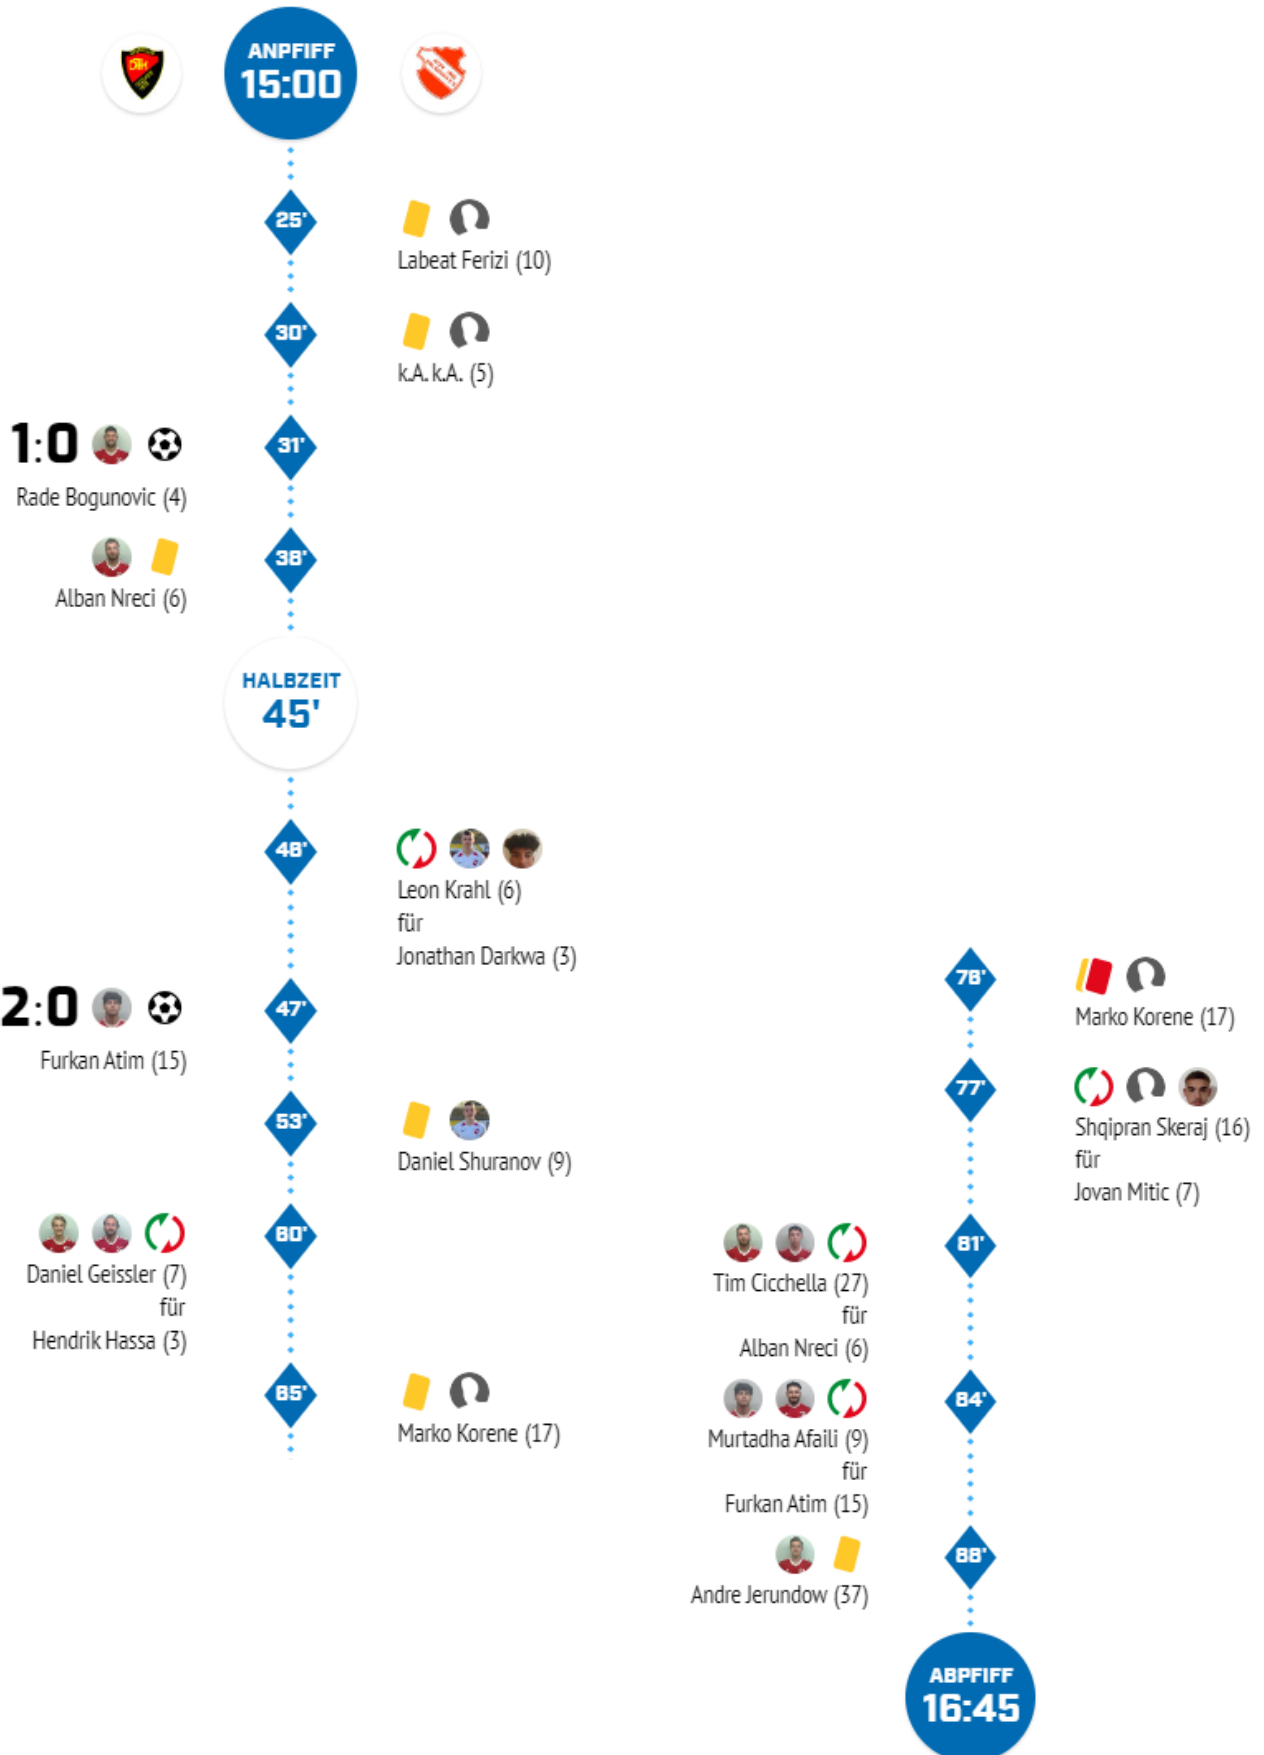 ANPFIFF
15:00
25'
Labeat Ferizi (10)
30'
k.A. k.A. (5)
1:0
31'
Rade Bogunovic (4)
38'
Alban Nreci (6)
HALBZEIT
45'
46'
Leon Krahl (6)
für
Jonathan Darkwa (3)
2:0
47'
Furkan Atim (15)
53'
Daniel Shuranov (9)
60'
Daniel Geissler (7)
für
Hendrik Hassa (3)
65'
Marko Korene (17)
76'
Marko Korene (17)
77'
Shqipran Skeraj (16)
für
Jovan Mitic (7)
81'
Tim Cicchella (27)
für
Alban Nreci (6)
84'
Murtadha Afaili (9)
für
Furkan Atim (15)
88'
Andre Jerundow (37)
ABPFIFF
16:45